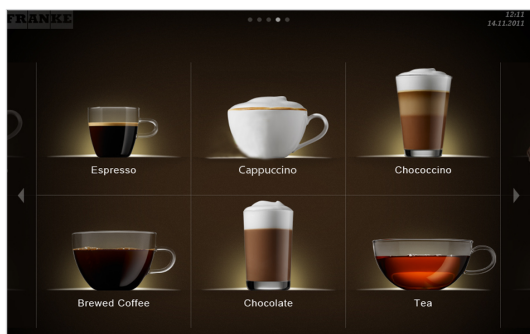 FRANKE
12:11
14.11.2011
Espresso
Cappuccino
Chococcino
Brewed Coffee
Chocolate
Tea